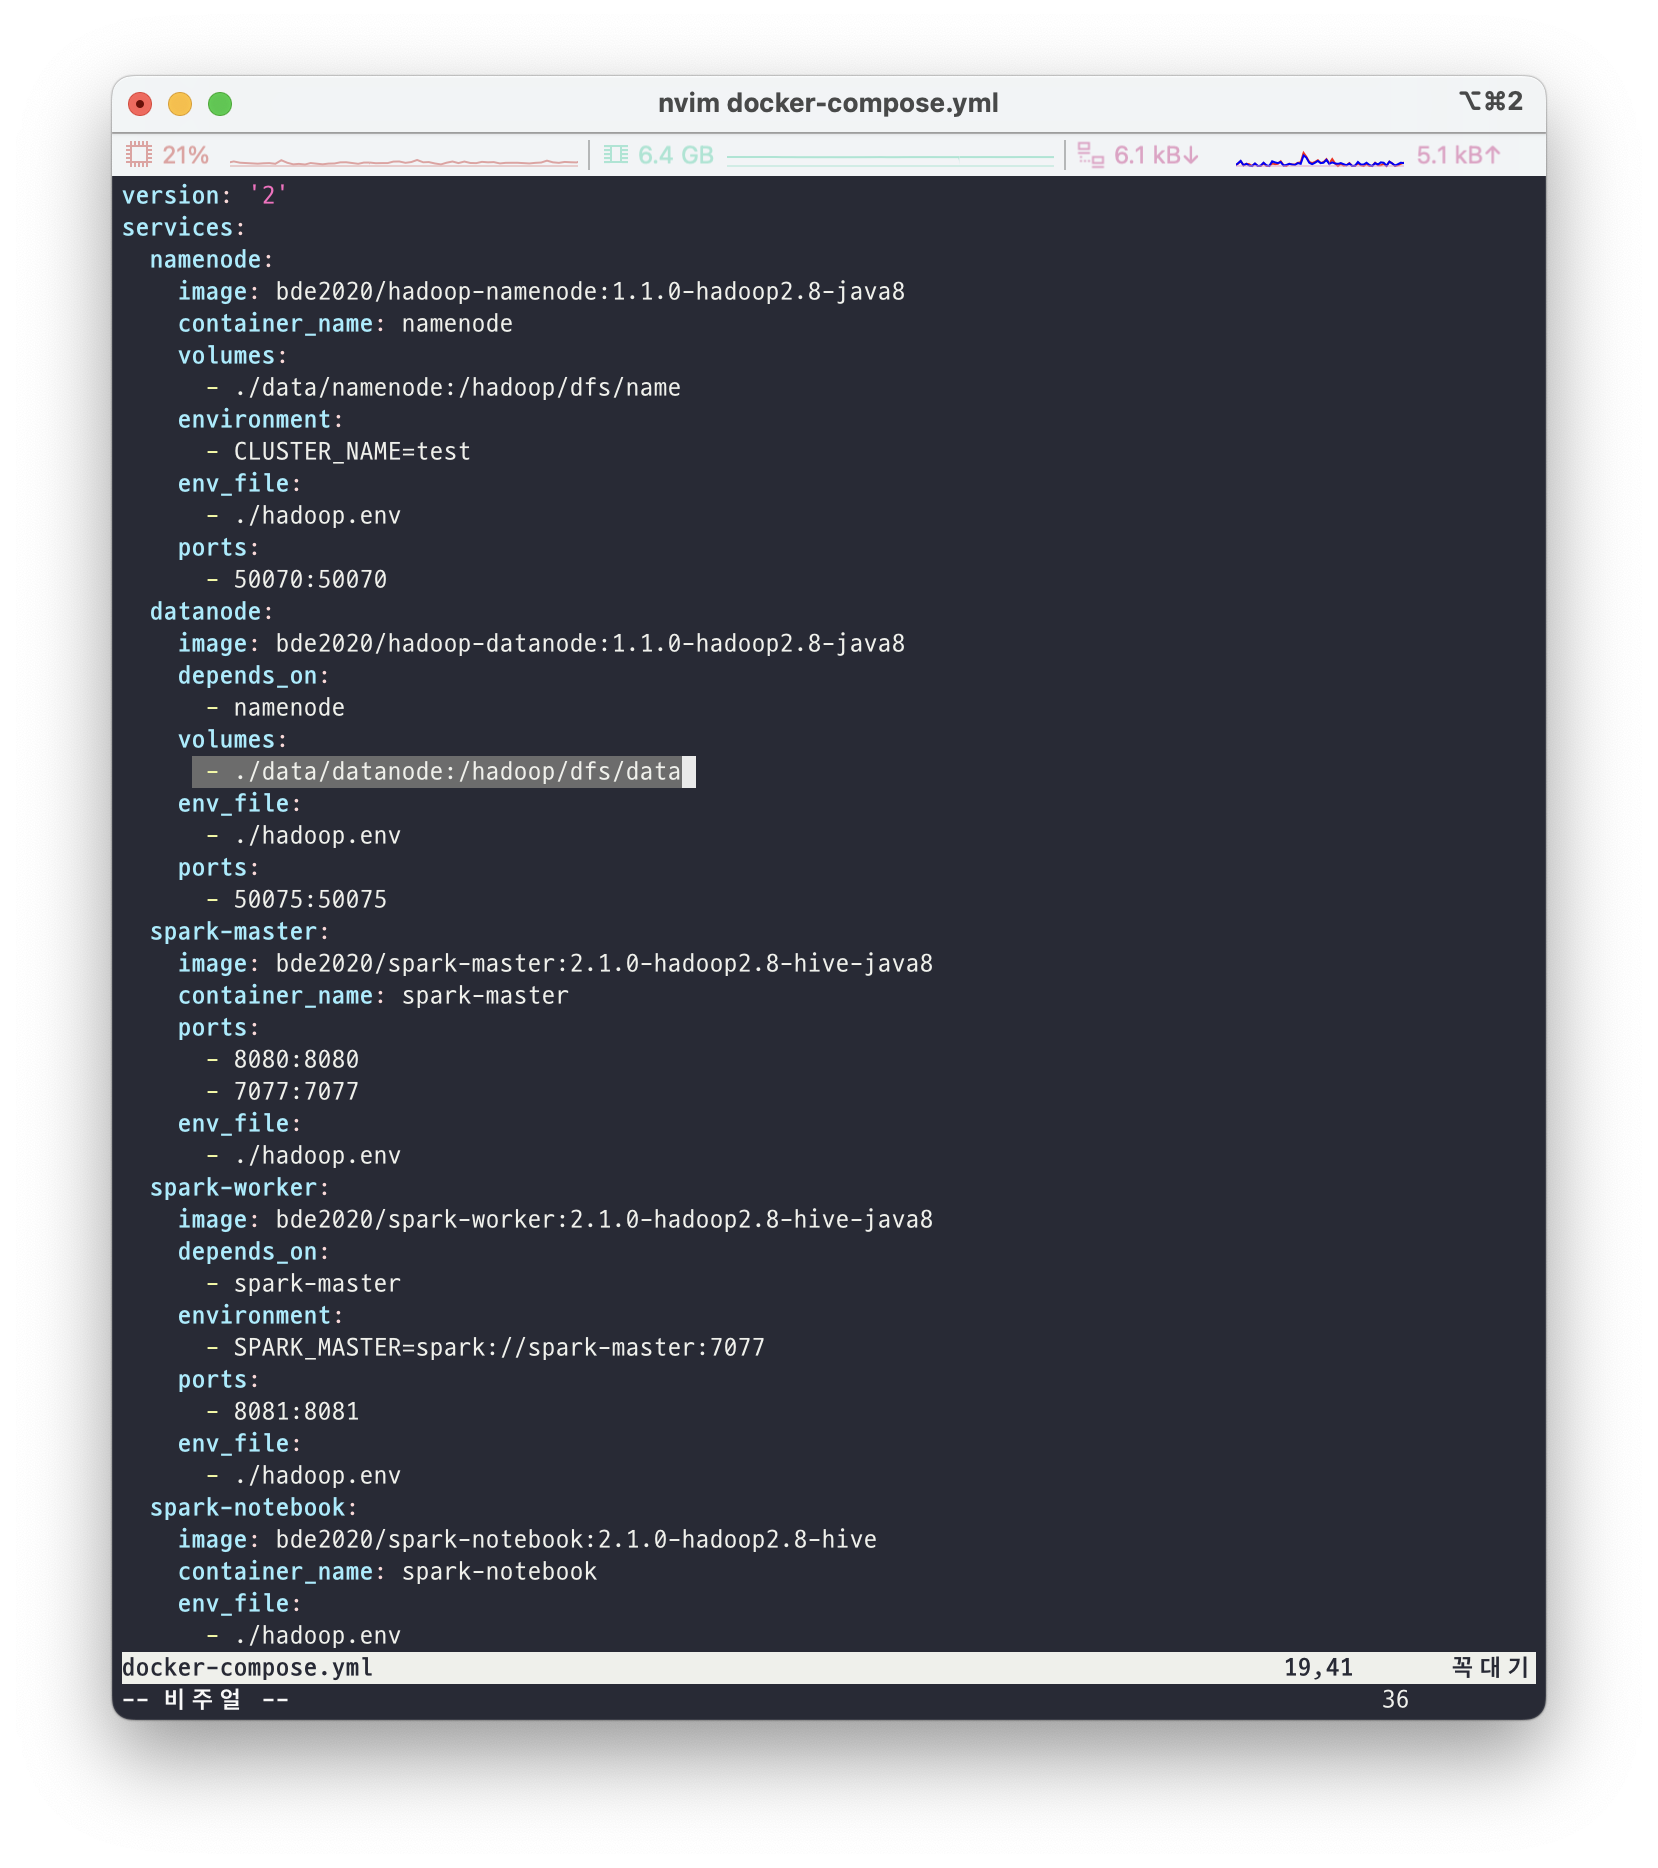 nvim docker-compose.yml
⌥⌘2
21%
6.4 GB
6.1 kB↓
5.1 kB↑
version: '2'
services:
  namenode:
    image: bde2020/hadoop-namenode:1.1.0-hadoop2.8-java8
    container_name: namenode
    volumes:
      - ./data/namenode:/hadoop/dfs/name
    environment:
      - CLUSTER_NAME=test
    env_file:
      - ./hadoop.env
    ports:
      - 50070:50070
  datanode:
    image: bde2020/hadoop-datanode:1.1.0-hadoop2.8-java8
    depends_on:
      - namenode
    volumes:
      - ./data/datanode:/hadoop/dfs/data
    env_file:
      - ./hadoop.env
    ports:
      - 50075:50075
  spark-master:
    image: bde2020/spark-master:2.1.0-hadoop2.8-hive-java8
    container_name: spark-master
    ports:
      - 8080:8080
      - 7077:7077
    env_file:
      - ./hadoop.env
  spark-worker:
    image: bde2020/spark-worker:2.1.0-hadoop2.8-hive-java8
    depends_on:
      - spark-master
    environment:
      - SPARK_MASTER=spark://spark-master:7077
    ports:
      - 8081:8081
    env_file:
      - ./hadoop.env
  spark-notebook:
    image: bde2020/spark-notebook:2.1.0-hadoop2.8-hive
    container_name: spark-notebook
    env_file:
      - ./hadoop.env
docker-compose.yml 19,41 꼭대기
-- 비주얼 -- 36